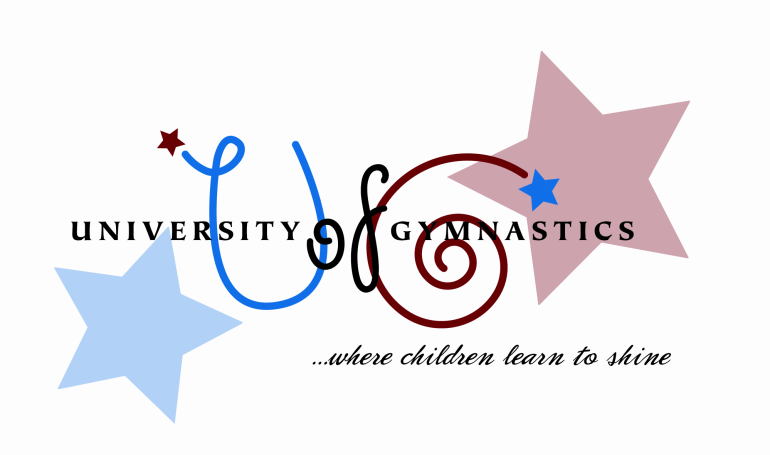 UNIVERSITY of GYMNASTICS
...where children learn to shine